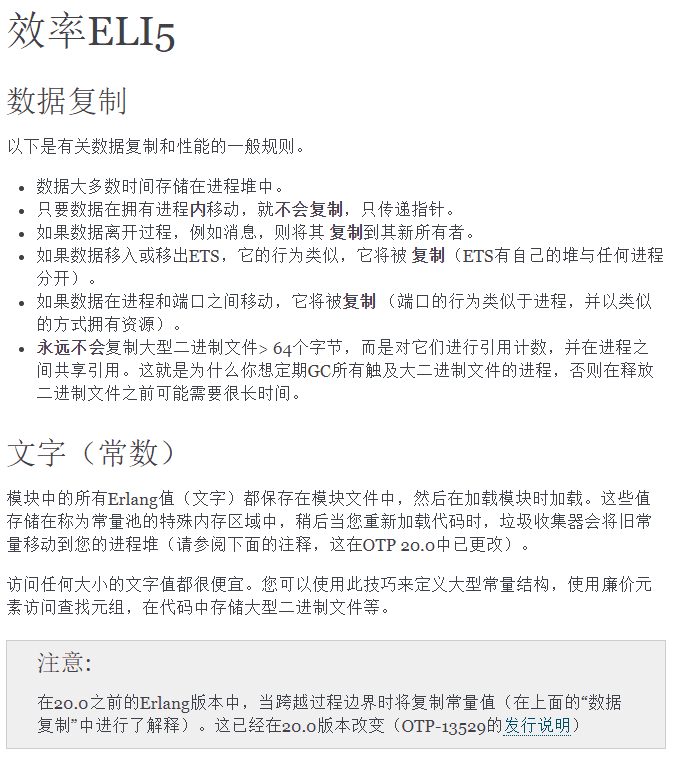 效率ELI5
数据复制
以下是有关数据复制和性能的一般规则。
• 数据大多数时间存储在进程堆中。
• 只要数据在拥有进程内移动，就不会复制，只传递指针。
• 如果数据离开过程，例如消息，则将其 复制到其新所有者。
• 如果数据移入或移出ETS，它的行为类似，它将被 复制（ETS有自己的堆与任何进程
分开）。
• 如果数据在进程和端口之间移动，它将被复制 （端口的行为类似于进程，并以类似
的方式拥有资源）。
• 永远不会复制大型二进制文件> 64个字节，而是对它们进行引用计数，并在进程之
间共享引用。这就是为什么你想定期GC所有触及大二进制文件的进程，否则在释放
二进制文件之前可能需要很长时间。
文字（常数）
模块中的所有Erlang值（文字）都保存在模块文件中，然后在加载模块时加载。这些值
存储在称为常量池的特殊内存区域中，稍后当您重新加载代码时，垃圾收集器会将旧常
量移动到您的进程堆（请参阅下面的注释，这在OTP 20.0中已更改）。
访问任何大小的文字值都很便宜。您可以使用此技巧来定义大型常量结构，使用廉价元
素访问查找元组，在代码中存储大型二进制文件等。
注意:
在20.0之前的Erlang版本中，当跨越过程边界时将复制常量值（在上面的“数据
复制”中进行了解释）。这已经在20.0版本改变（OTP-13529的发行说明）